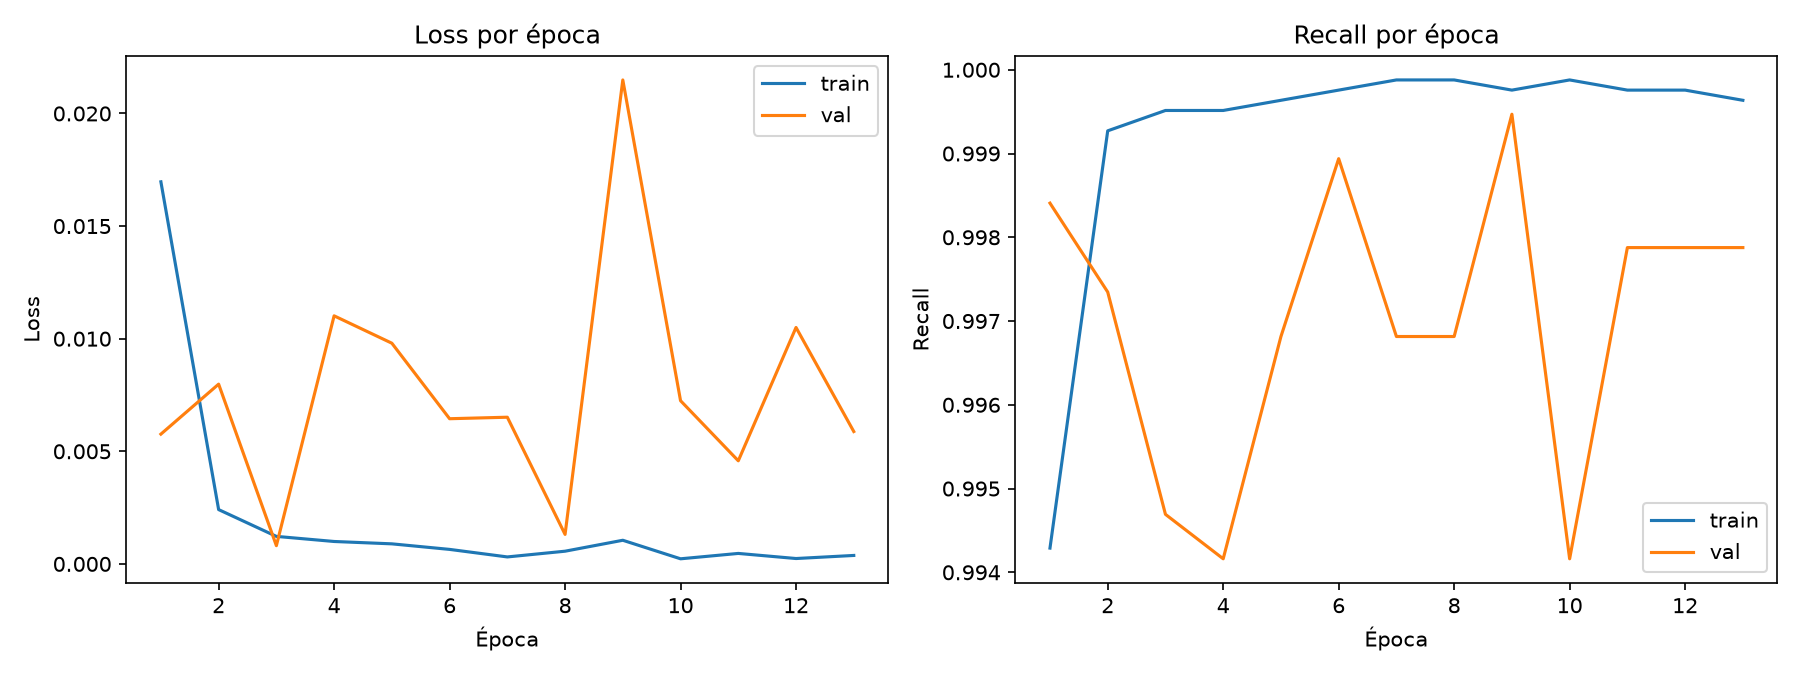 Loss por época
0.020
0.015
0.010
0.005
0.000
Loss
train
val
2 4 6 8 10 12
Época
Recall por época
1.000
0.999
0.998
0.997
0.996
0.995
0.994
Recall
train
val
2 4 6 8 10 12
Época